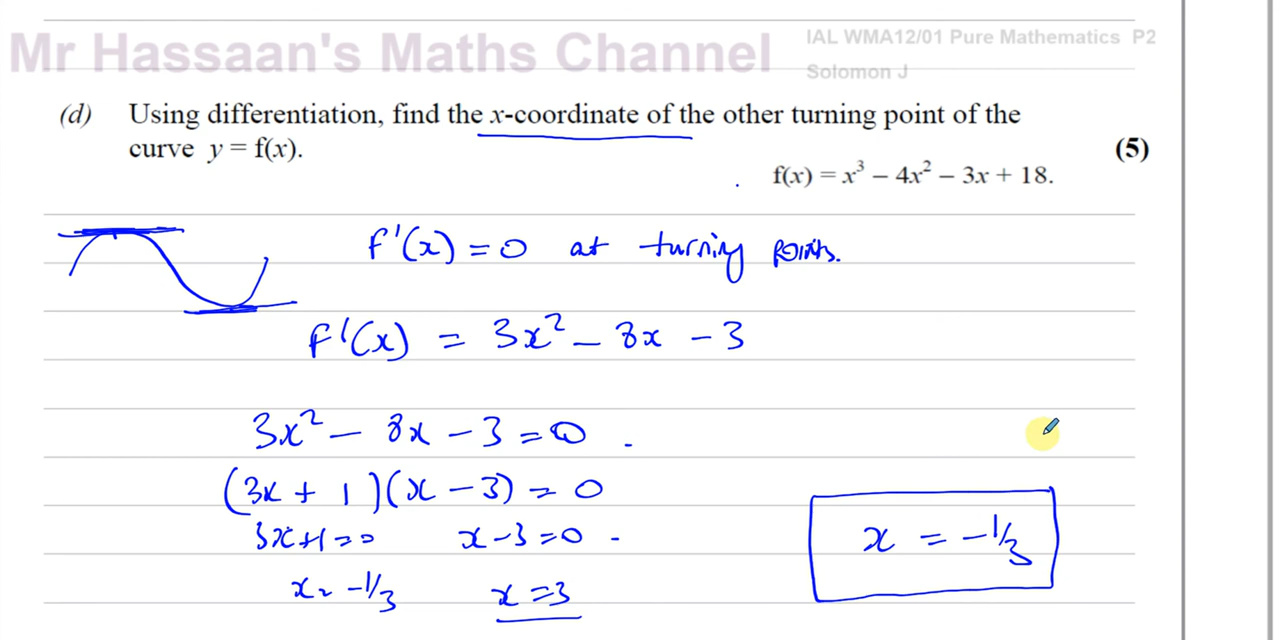 Mr Hassaan's Maths Channel
IAL WMA12/01 Pure Mathematics P2
Solomon J
(d) Using differentiation, find the x-coordinate of the other turning point of the
curve y = f(x).
(5)
f(x) = x³ – 4x² – 3x + 18.
f'(x) = 0 at turning points.
f'(x) = 3x² – 8x – 3
3x² – 8x – 3 = 0
(3x + 1)(x – 3) = 0
3x+1=0 x–3=0
x = -1/3 x=3
x = -1/3